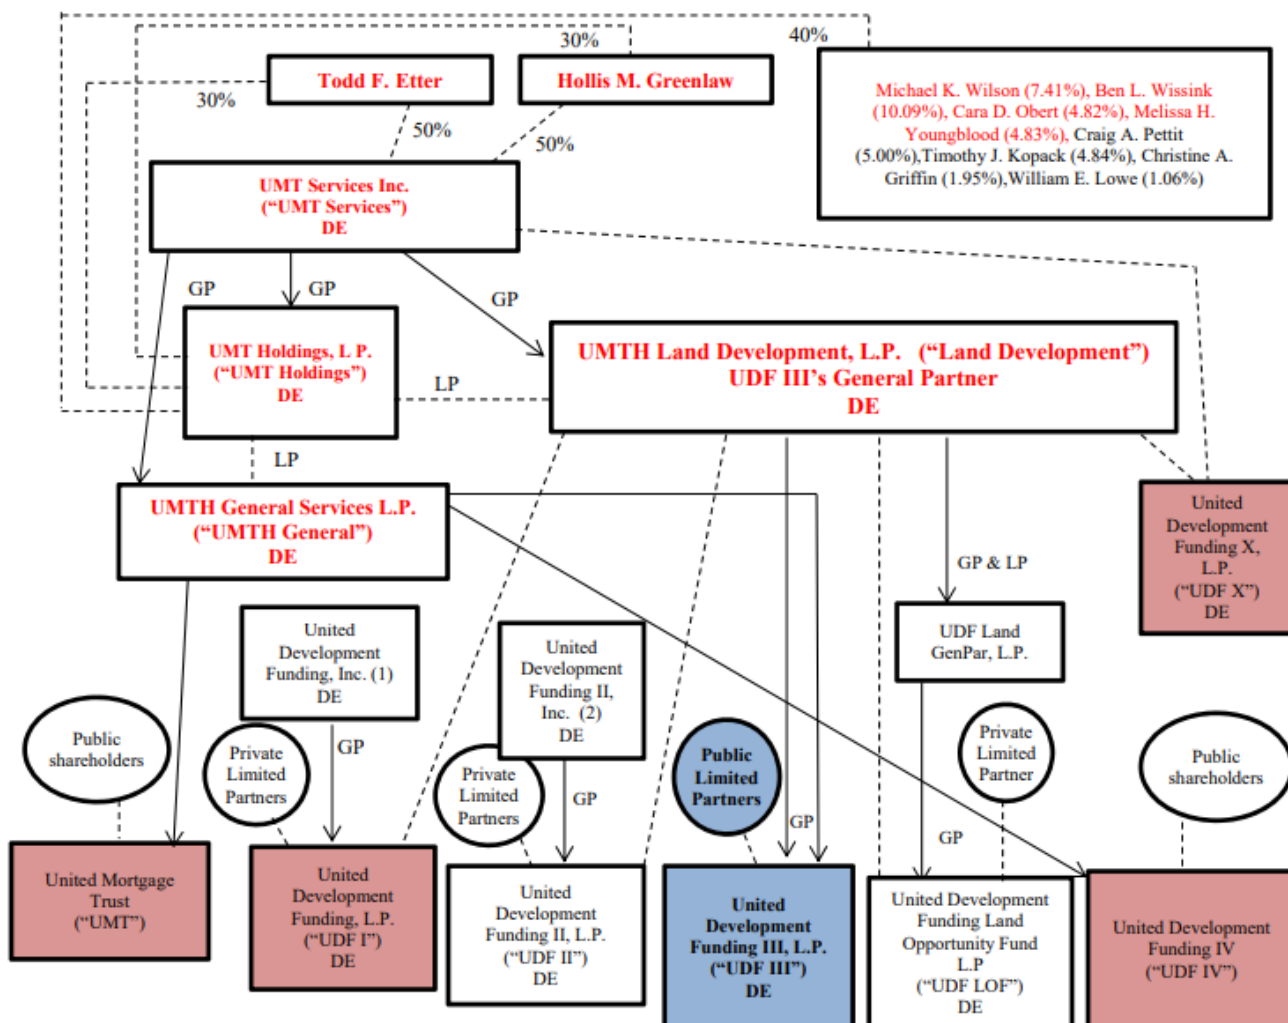 30%
40%
Todd F. Etter
Hollis M. Greenlaw
30%
Michael K. Wilson (7.41%), Ben L. Wissink
(10.09%), Cara D. Obert (4.82%), Melissa H.
Youngblood (4.83%), Craig A. Pettit
(5.00%),Timothy J. Kopack (4.84%), Christine A.
Griffin (1.95%),William E. Lowe (1.06%)
50%
50%
UMT Services Inc.
(“UMT Services”)
DE
GP
GP
GP
UMT Holdings, L P.
(“UMT Holdings”)
DE
UMTH Land Development, L.P. (“Land Development”)
UDF III’s General Partner
DE
LP
LP
UMTH General Services L.P.
(“UMTH General”)
DE
United
Development
Funding X,
L.P.
(“UDF X”)
DE
GP & LP
United
Development
Funding, Inc. (1)
DE
United
Development
Funding II,
Inc. (2)
DE
UDF Land
GenPar, L.P.
Public
shareholders
GP
Private
Limited
Partners
Private
Limited
Partners
GP
Public
Limited
Partners
GP
Private
Limited
Partner
GP
Public
shareholders
United Mortgage
Trust
(“UMT”)
United
Development
Funding, L.P.
(“UDF I”)
DE
United
Development
Funding II, L.P.
(“UDF II”)
DE
United
Development
Funding III, L.P.
(“UDF III”)
DE
United Development
Funding Land
Opportunity Fund
L.P
(“UDF LOF”)
DE
United Development
Funding IV
(“UDF IV”)